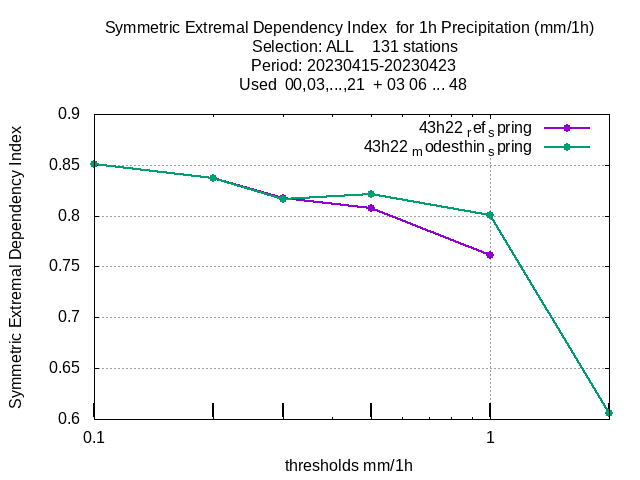 Symmetric Extremal Dependency Index  for 1h Precipitation (mm/1h)
Selection: ALL    131 stations
Period: 20230415-20230423
Used  00,03,...,21  + 03 06 ... 48
43h22 ref spring
43h22 modesthin spring
0.9
0.85
0.8
0.75
0.7
0.65
0.6
Symmetric Extremal Dependency Index
0.1
1
thresholds mm/1h